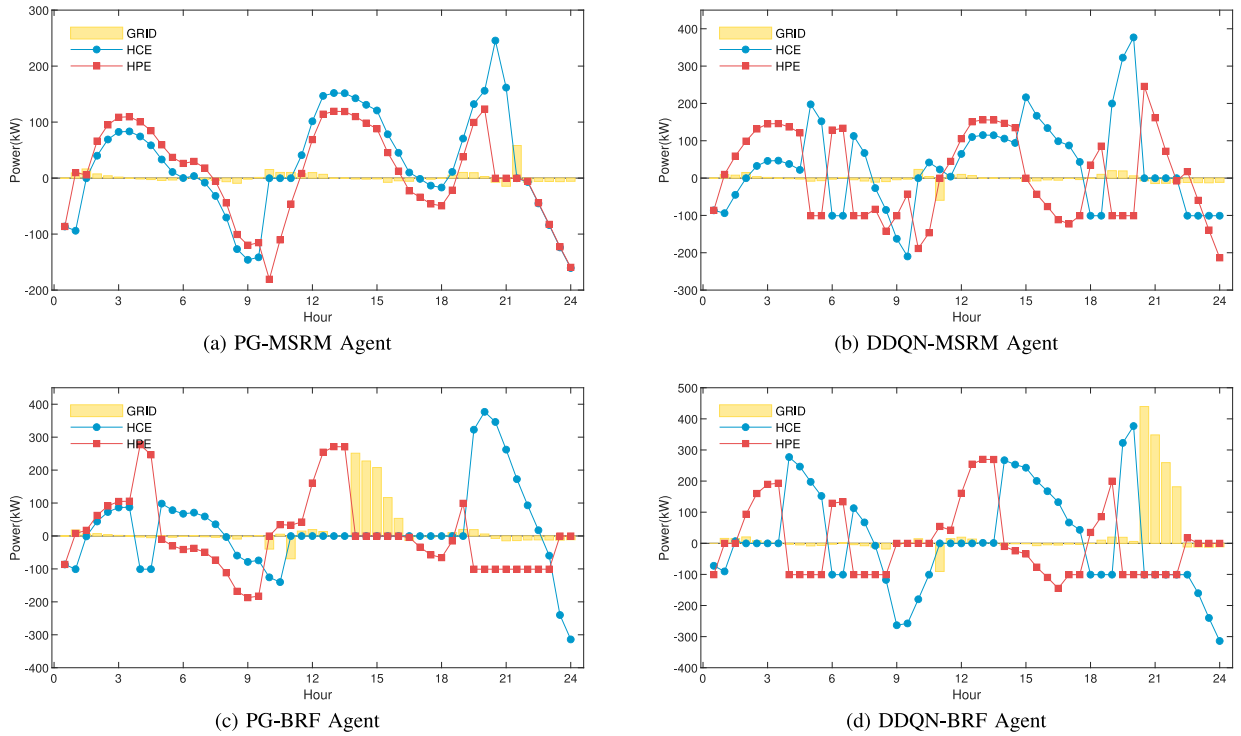 300
200
100
0
-100
-200
Power(kW)
GRID
HCE
HPE
0 3 6 9 12 15 18 21 24
Hour
(a) PG-MSRM Agent
400
300
200
100
0
-100
-200
-300
Power(kW)
GRID
HCE
HPE
0 3 6 9 12 15 18 21 24
Hour
(b) DDQN-MSRM Agent
400
300
200
100
0
-100
-200
-300
-400
Power(kW)
GRID
HCE
HPE
0 3 6 9 12 15 18 21 24
Hour
(c) PG-BRF Agent
500
400
300
200
100
0
-100
-200
-300
-400
Power(kW)
GRID
HCE
HPE
0 3 6 9 12 15 18 21 24
Hour
(d) DDQN-BRF Agent